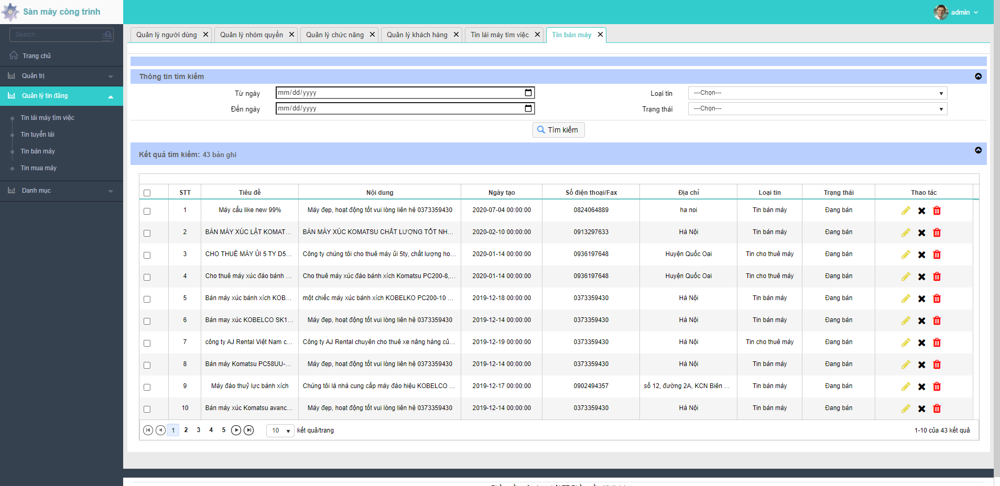 Sàn máy công trình
admin
Search...
Quản lý người dùng
Quản lý nhóm quyền
Quản lý chức năng
Quản lý khách hàng
Tin lái máy tìm việc
Tin bán máy
Trang chủ
Quản trị
Quản lý tin đăng
Tin lái máy tìm việc
Tin tuyển lái
Tin bán máy
Tin mua máy
Danh mục
Thông tin tìm kiếm
Từ ngày mm/dd/yyyy Loại tin ---Chọn---
Đến ngày mm/dd/yyyy Trạng thái ---Chọn---
Tìm kiếm
Kết quả tìm kiếm: 43 bản ghi
STT Tiêu đề Nội dung Ngày tạo Số điện thoại/Fax Địa chỉ Loại tin Trạng thái Thao tác
1 Máy cẩu like new 99% Máy đẹp, hoạt động tốt vui lòng liên hệ 0373359430 2020-07-04 00:00:00 0824064889 ha noi Tin bán máy Đang bán
2 BÁN MÁY XÚC LẬT KOMAT... BÁN MÁY XÚC KOMATSU CHẤT LƯỢNG TỐT NH... 2020-02-10 00:00:00 0913297633 Hà Nội Tin bán máy Đang bán
3 CHO THUÊ MÁY ỦI 5 TY D5... Công ty chúng tôi cho thuê máy ủi 5ty, chất lượng ho... 2020-01-14 00:00:00 0936197648 Huyện Quốc Oai Tin cho thuê máy Đang bán
4 Cho thuê máy xúc đào bánh ... Cho thuê máy xúc đào bánh xích Komatsu PC200-8,... 2020-01-14 00:00:00 0936197648 Huyện Quốc Oai Tin cho thuê máy Đang bán
5 Bán máy xúc bánh xích KOB... một chiếc máy xúc bánh xích KOBELKO PC200-10 ... 2019-12-18 00:00:00 0373359430 Hà Nội Tin bán máy Đang bán
6 Bán may xúc KOBELCO SK1... Máy đẹp, hoạt động tốt vui lòng liên hệ 0373359430 2019-12-14 00:00:00 0373359430 Hà Nội Tin bán máy Đang bán
7 công ty AJ Rental Việt Nam c... Công ty AJ Rental chuyên cho thuê xe nâng hàng củ... 2019-12-19 00:00:00 0373359430 Hà Nội Tin cho thuê máy Đang bán
8 Bán máy Komatsu PC58UU-... Máy đẹp, hoạt động tốt vui lòng liên hệ 0373359430 2019-12-14 00:00:00 0373359430 Hà Nội Tin bán máy Đang bán
9 Máy đào thuỷ lực bánh xích Chúng tôi là nhà cung cấp máy đào hiệu KOBELCO ... 2019-12-17 00:00:00 0902494357 số 12, đường 2A, KCN Biên ... Tin bán máy Đang bán
10 Bán máy xúc Komatsu avanc... Máy đẹp, hoạt động tốt vui lòng liên hệ 0373359430 2019-12-14 00:00:00 0373359430 Hà Nội Tin bán máy Đang bán
1 2 3 4 5 10 kết quả/trang 1-10 của 43 kết quả